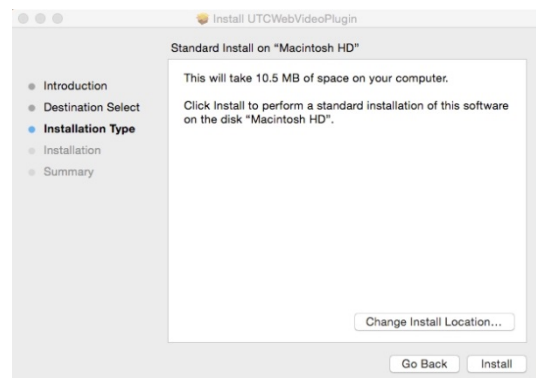 Install UTCWebVideoPlugin
Standard Install on “Macintosh HD”
Introduction
Destination Select
Installation Type
Installation
Summary
This will take 10.5 MB of space on your computer.
Click Install to perform a standard installation of this software
on the disk “Macintosh HD”.
Change Install Location...
Go Back
Install